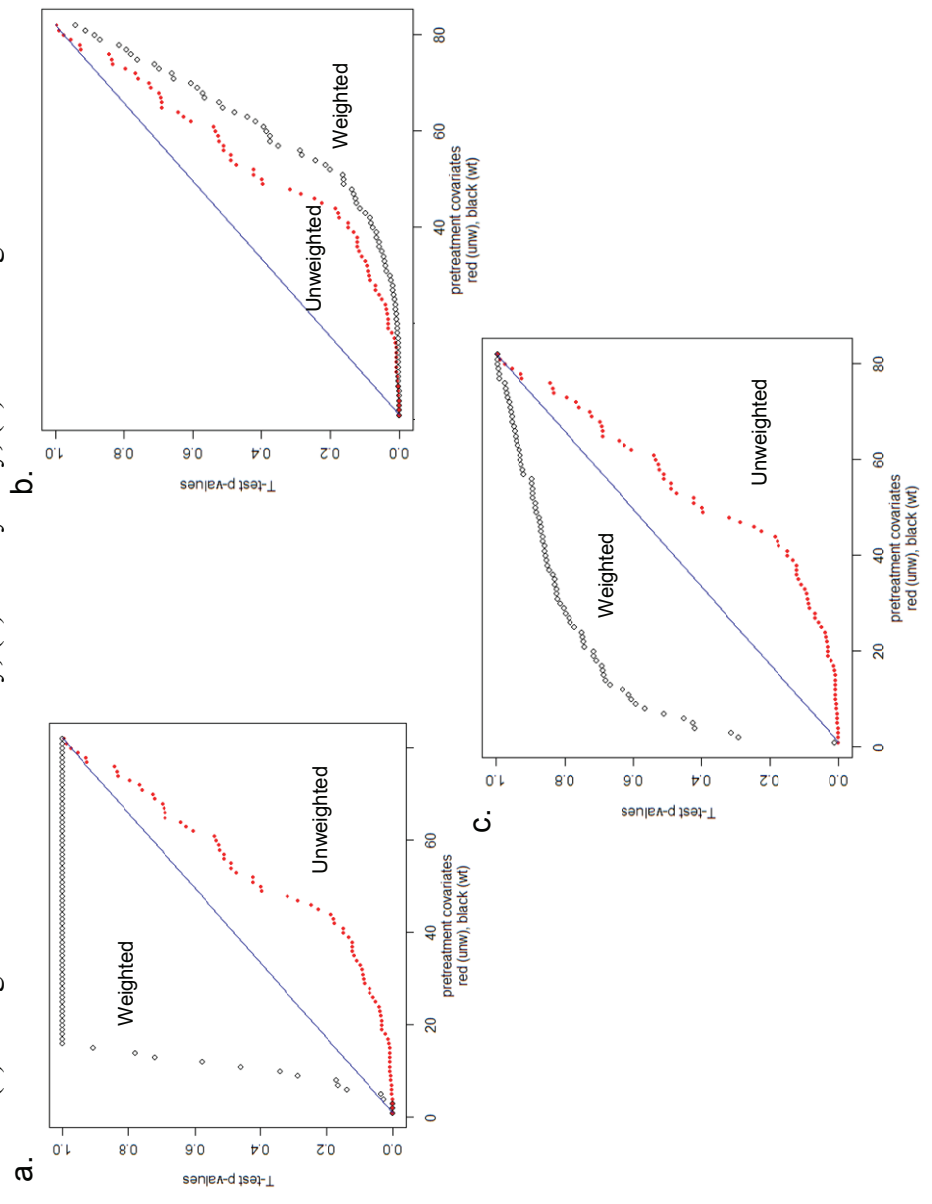 a.
T-test p-values
1.0
0.8
0.6
0.4
0.2
0.0
Weighted
Unweighted
0
20
40
60
80
pretreatment covariates
red (unw), black (wt)
b.
T-test p-values
1.0
0.8
0.6
0.4
0.2
0.0
Unweighted
Weighted
40
60
80
pretreatment covariates
red (unw), black (wt)
c.
T-test p-values
1.0
0.8
0.6
0.4
0.2
0.0
Weighted
Unweighted
0
20
40
60
80
pretreatment covariates
red (unw), black (wt)